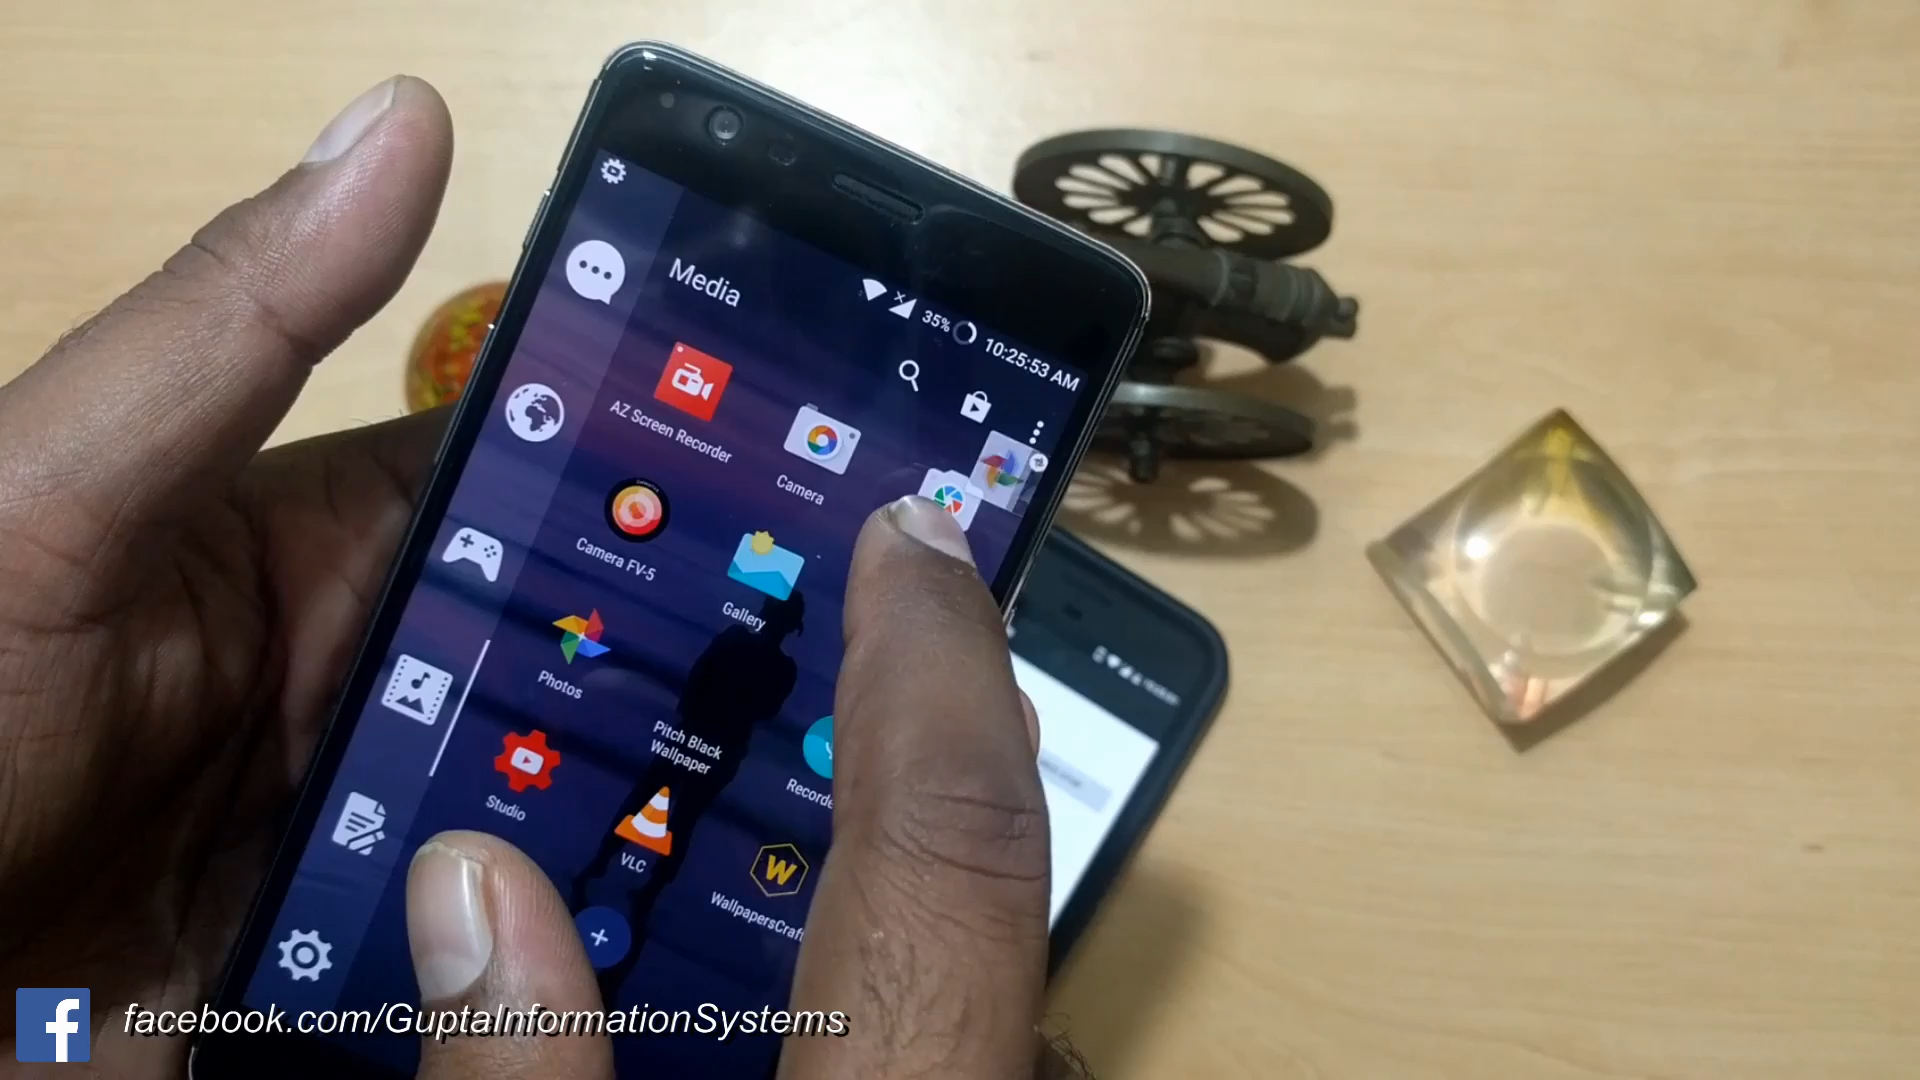 Media
35%
10:25:53 AM
AZ Screen Recorder
Camera
Camera FV-5
Gallery
Photos
Pitch Black
Wallpaper
Studio
VLC
W
+
f
facebook.com/GuptaInformationSystems